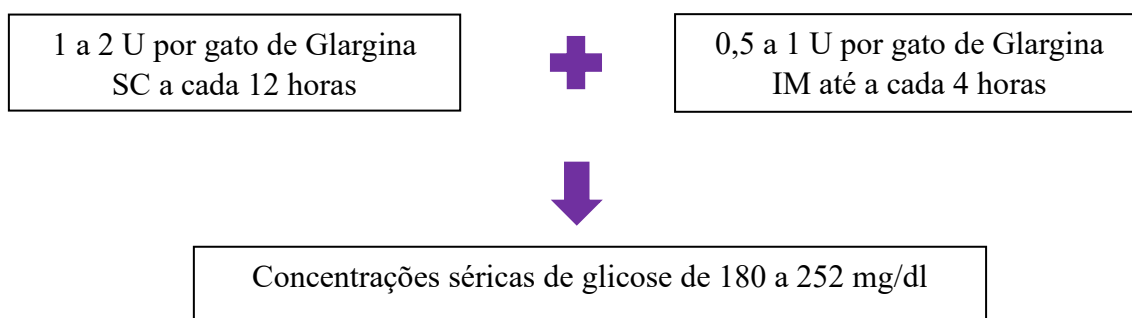 1 a 2 U por gato de Glargina
SC a cada 12 horas
0,5 a 1 U por gato de Glargina
IM até a cada 4 horas
Concentrações séricas de glicose de 180 a 252 mg/dl